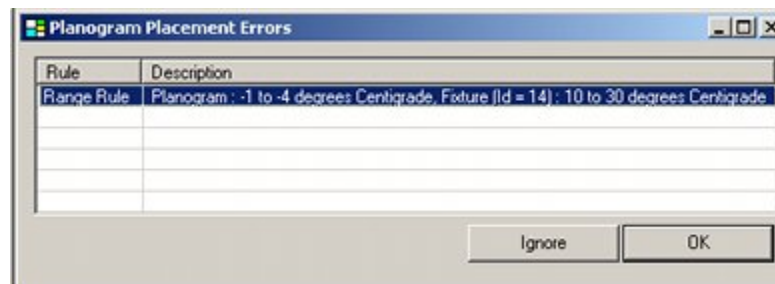 Planogram Placement Errors
Rule Description
Range Rule Planogram : -1 to -4 degrees Centigrade, Fixture (Id = 14) : 10 to 30 degrees Centigrade
Ignore OK